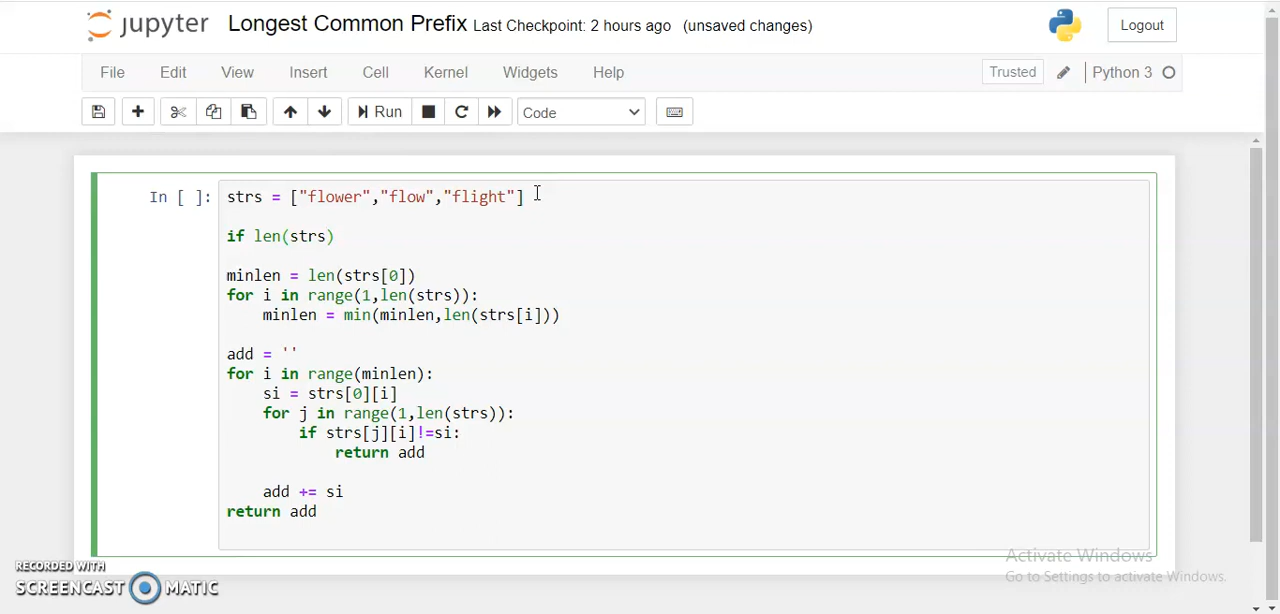 jupyter Longest Common Prefix Last Checkpoint: 2 hours ago (unsaved changes) Logout
File Edit View Insert Cell Kernel Widgets Help Trusted Python 3
Run Code
In [ ]: strs = ["flower","flow","flight"]
if len(strs)
minlen = len(strs[0])
for i in range(1,len(strs)):
    minlen = min(minlen,len(strs[i]))
add = ''
for i in range(minlen):
    si = strs[0][i]
    for j in range(1,len(strs)):
        if strs[j][i]!=si:
            return add
    add += si
return add
Activate Windows
Go to Settings to activate Windows.
RECORDED WITH
SCREENCAST MATIC